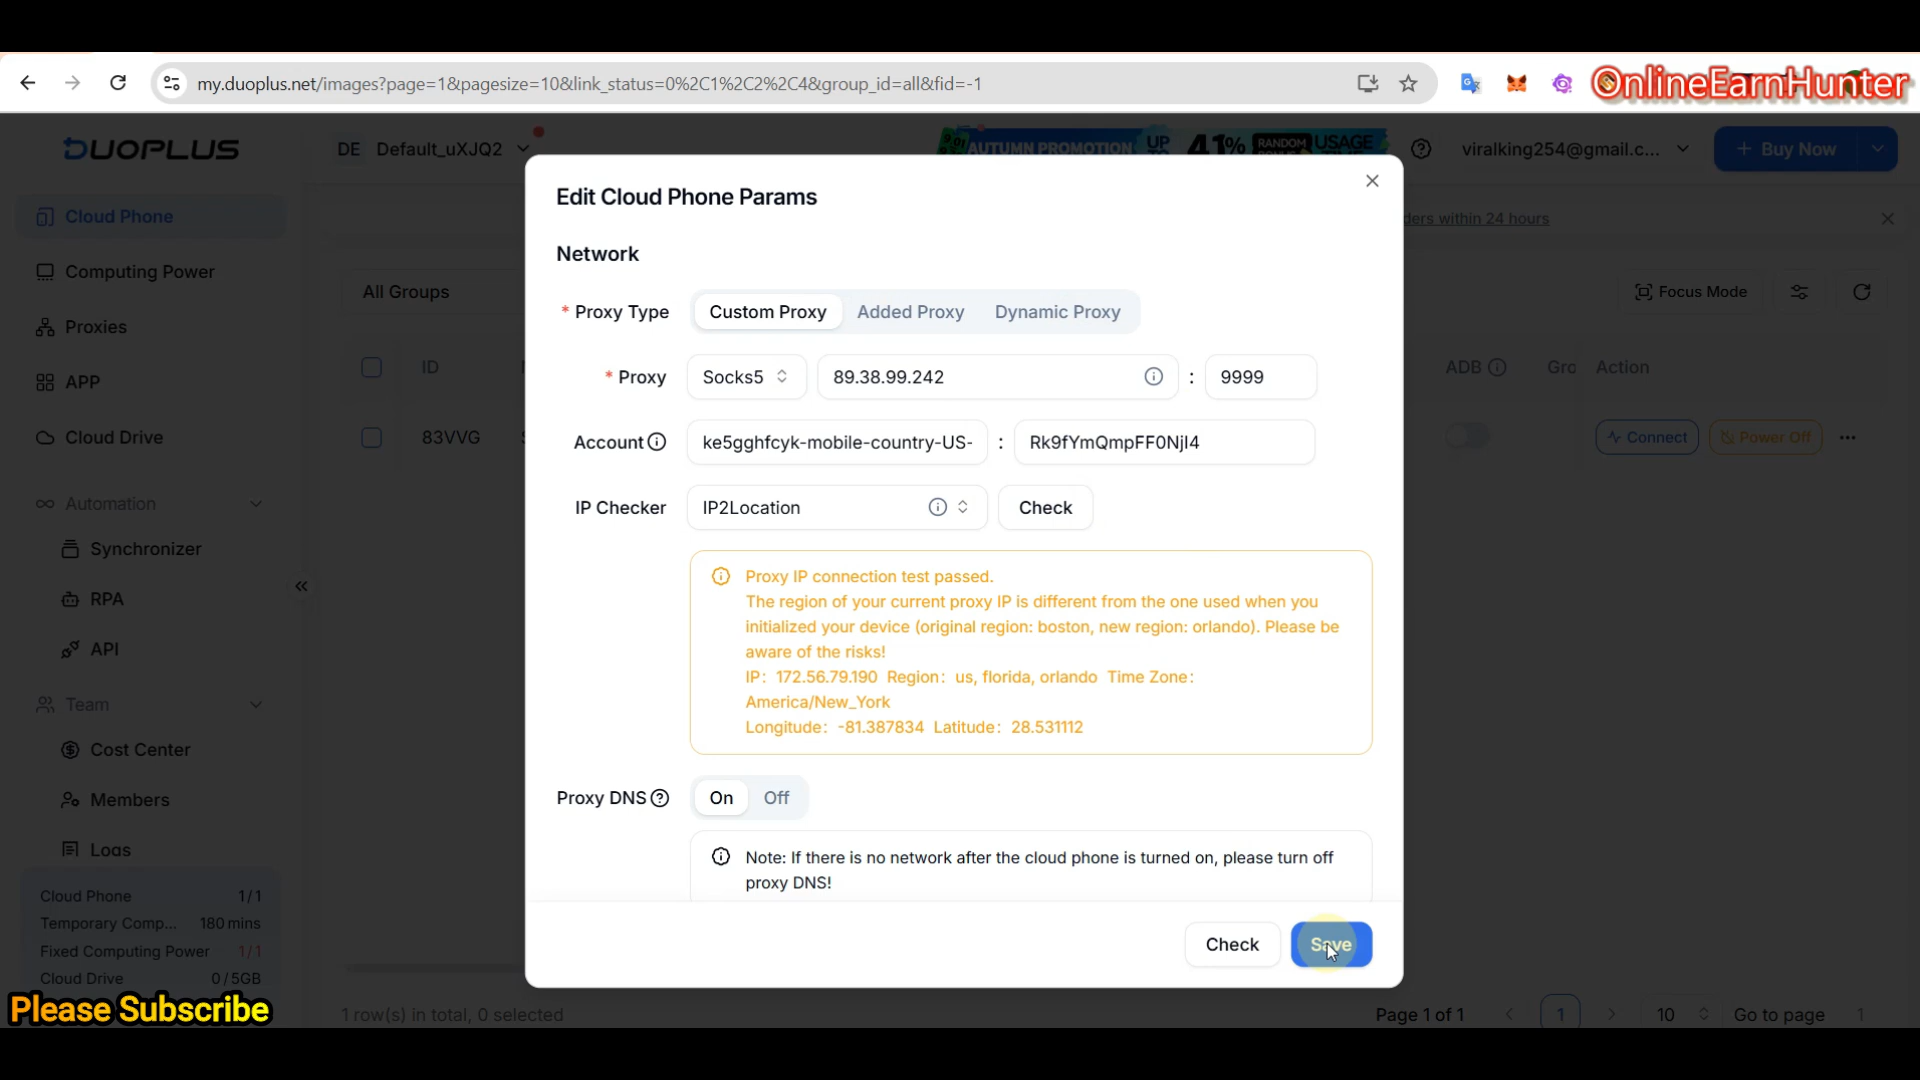 my.duoplus.net/images?page=1&pagesize=10&link_status=0%2C1%2C2%2C4&group_id=all&fid=-1
OnlineEarnHunter
DUOPLUS
DE Default_uXJQ2
AUTUMN PROMOTION UP 41% RANDOM USAGE
viralking254@gmail.c...
+ Buy Now
Edit Cloud Phone Params
Cloud Phone
ders within 24 hours
Network
Computing Power
All Groups
Focus Mode
* Proxy Type Custom Proxy Added Proxy Dynamic Proxy
Proxies
ID
ADB
Gro
Action
* Proxy Socks5 89.38.99.242 : 9999
APP
Cloud Drive
83VVG
Account ke5gghfcyk-mobile-country-US- : Rk9fYmQmpFF0NjI4
Connect
Power Off
Automation
IP Checker IP2Location Check
Synchronizer
Proxy IP connection test passed.
The region of your current proxy IP is different from the one used when you
initialized your device (original region: boston, new region: orlando). Please be
aware of the risks!
IP: 172.56.79.190 Region: us, florida, orlando Time Zone:
America/New_York
Longitude: -81.387834 Latitude: 28.531112
RPA
API
Team
Cost Center
Members
Logs
Proxy DNS On Off
Note: If there is no network after the cloud phone is turned on, please turn off
proxy DNS!
Cloud Phone 1/1
Temporary Comp... 180 mins
Fixed Computing Power 1/1
Cloud Drive 0/5GB
Check
Save
Please Subscribe
1 row(s) in total, 0 selected
Page 1 of 1
1
10
Go to page
1